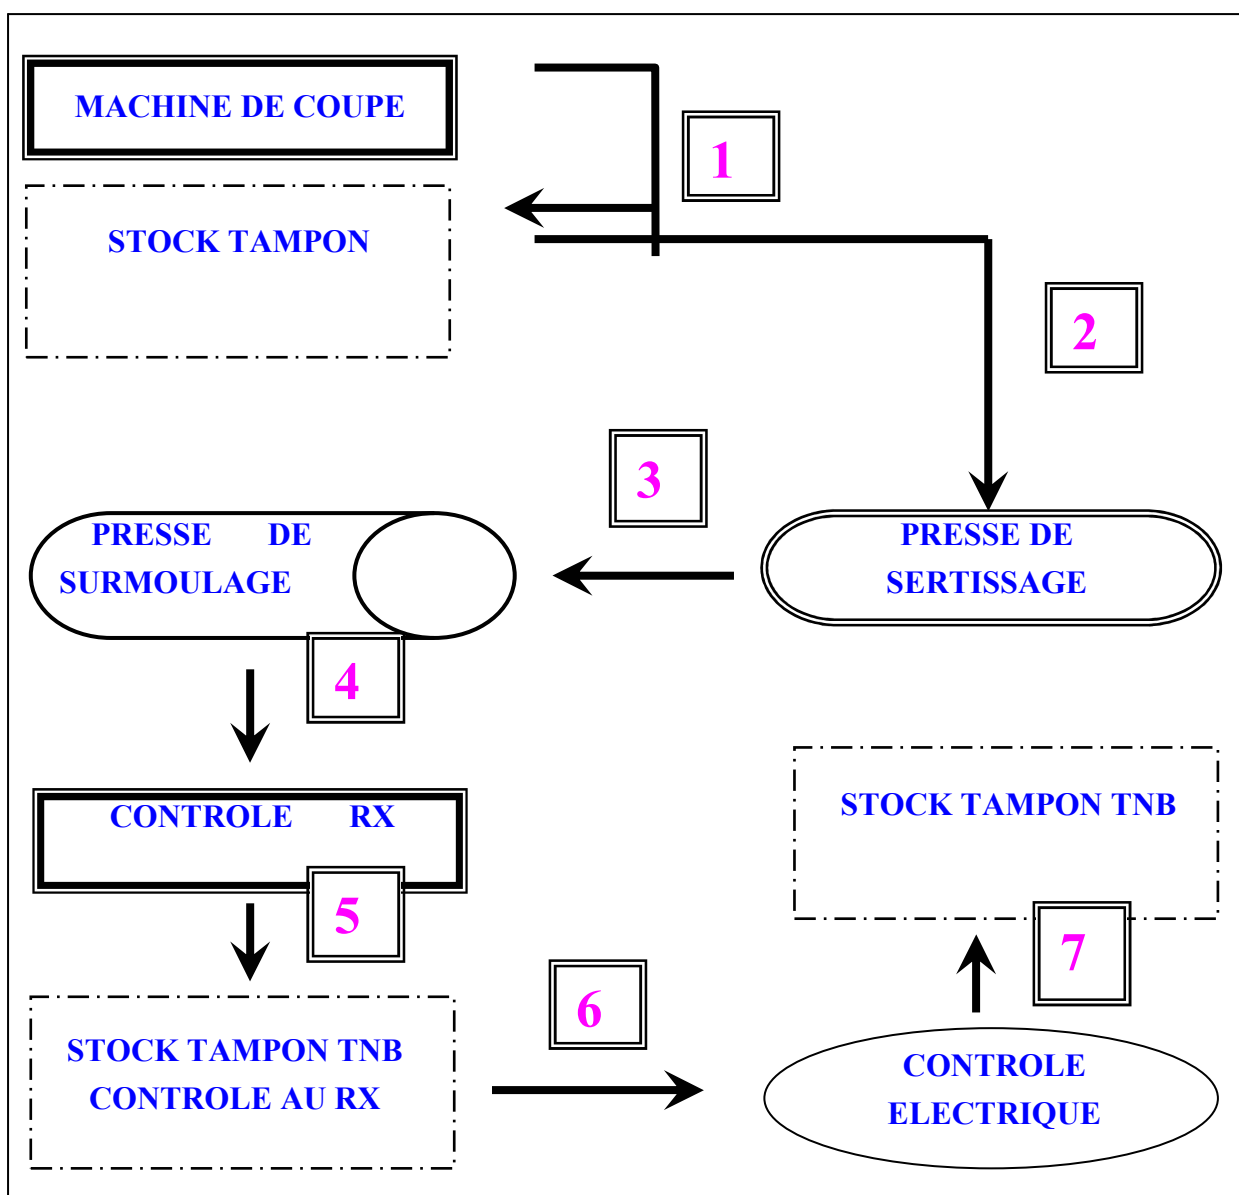 MACHINE DE COUPE
1
STOCK TAMPON
2
3
PRESSE DE
SURMOULAGE
PRESSE DE
SERTISSAGE
4
STOCK TAMPON TNB
CONTROLE RX
5
7
6
STOCK TAMPON TNB
CONTROLE AU RX
CONTROLE
ELECTRIQUE